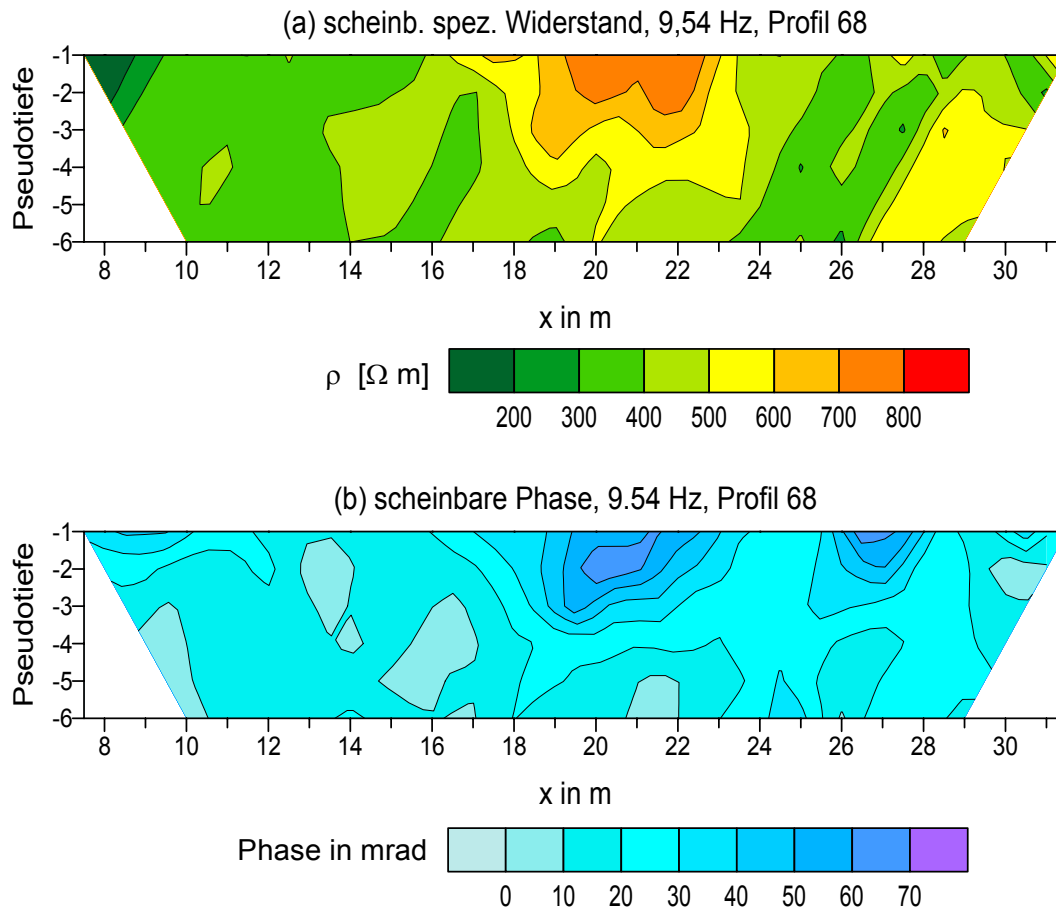 (a) scheinb. spez. Widerstand, 9,54 Hz, Profil 68
-1
-2
-3
-4
-5
-6
Pseudotiefe
8 10 12 14 16 18 20 22 24 26 28 30
x in m
ρ [Ω m]
200 300 400 500 600 700 800
(b) scheinbare Phase, 9.54 Hz, Profil 68
-1
-2
-3
-4
-5
-6
Pseudotiefe
8 10 12 14 16 18 20 22 24 26 28 30
x in m
Phase in mrad
0 10 20 30 40 50 60 70